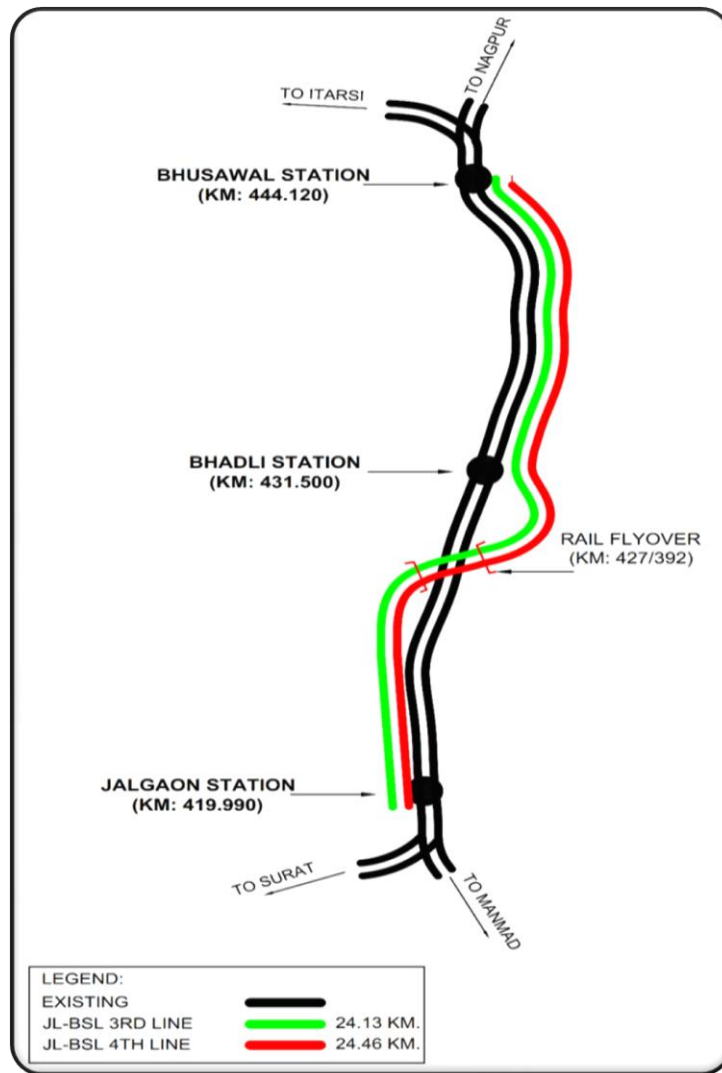 TO NAGPUR
TO ITARSI
BHUSAWAL STATION
(KM: 444.120)
BHADLI STATION
(KM: 431.500)
RAIL FLYOVER
(KM: 427/392)
JALGAON STATION
(KM: 419.990)
TO SURAT
TO MANMAD
LEGEND:
EXISTING
JL-BSL 3RD LINE 24.13 KM.
JL-BSL 4TH LINE 24.46 KM.